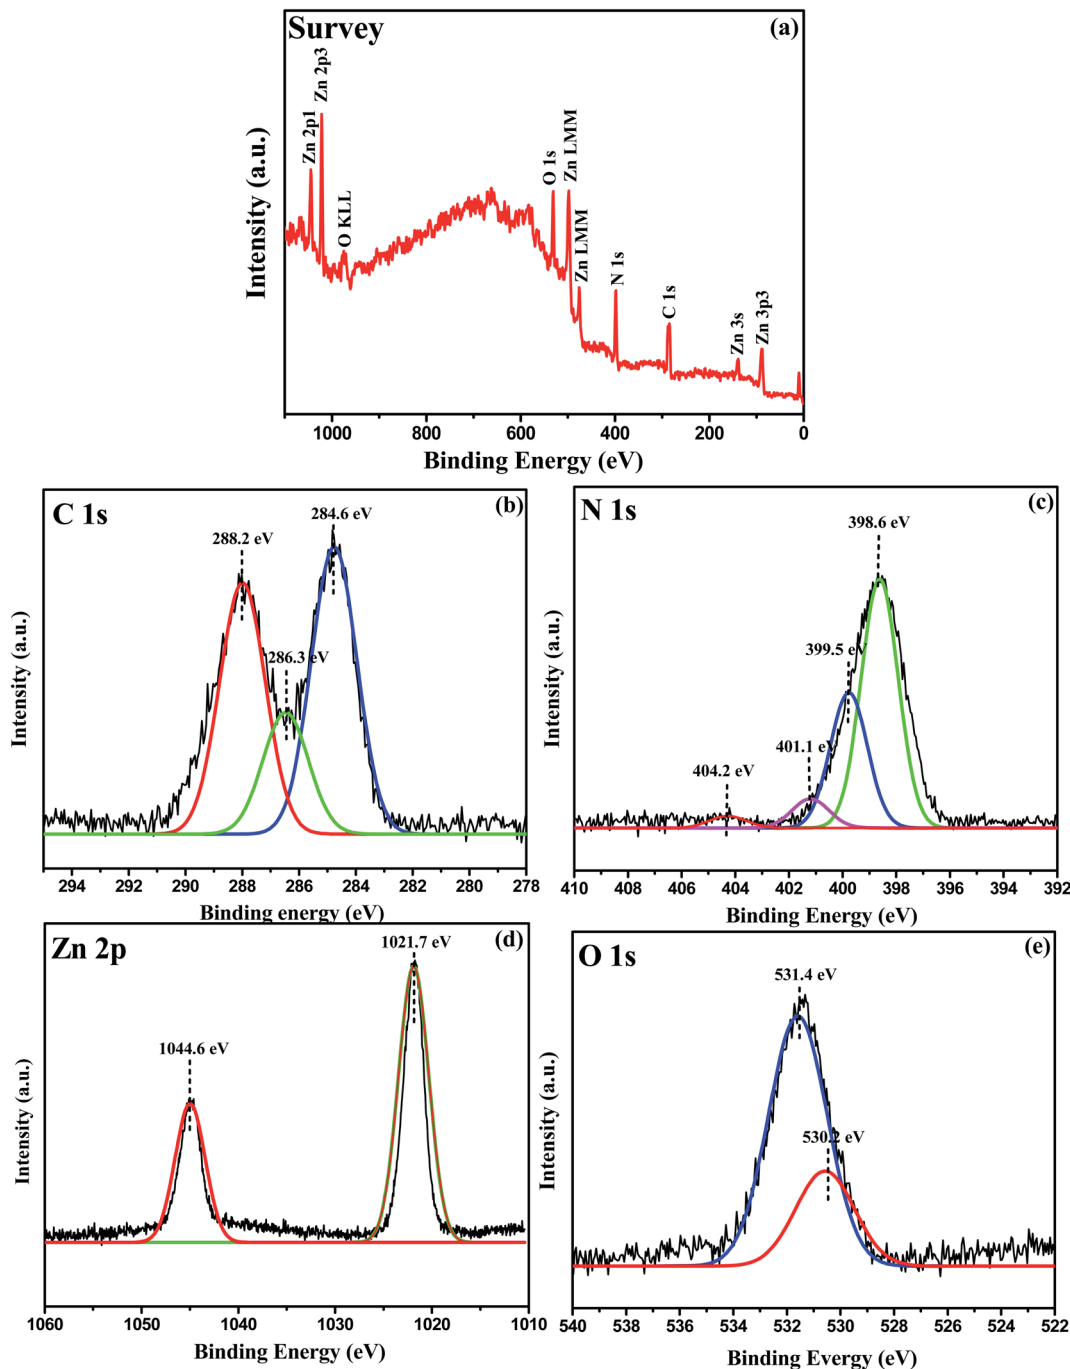 Survey
(a)
Zn 2p1
Zn 2p3
O KLL
O 1s
Zn LMM
Zn LMM
N 1s
C 1s
Zn 3s
Zn 3p3
Intensity (a.u.)
1000 800 600 400 200 0
Binding Energy (eV)
C 1s
(b)
288.2 eV
284.6 eV
286.3 eV
Intensity (a.u.)
294 292 290 288 286 284 282 280 278
Binding energy (eV)
N 1s
(c)
398.6 eV
399.5 eV
401.1 eV
404.2 eV
Intensity (a.u.)
410 408 406 404 402 400 398 396 394 392
Binding Energy (eV)
Zn 2p
(d)
1021.7 eV
1044.6 eV
Intensity (a.u.)
1060 1050 1040 1030 1020 1010
Binding Energy (eV)
O 1s
(e)
531.4 eV
530.2 eV
Intensity (a.u.)
540 538 536 534 532 530 528 526 524 522
Binding Evergy (eV)